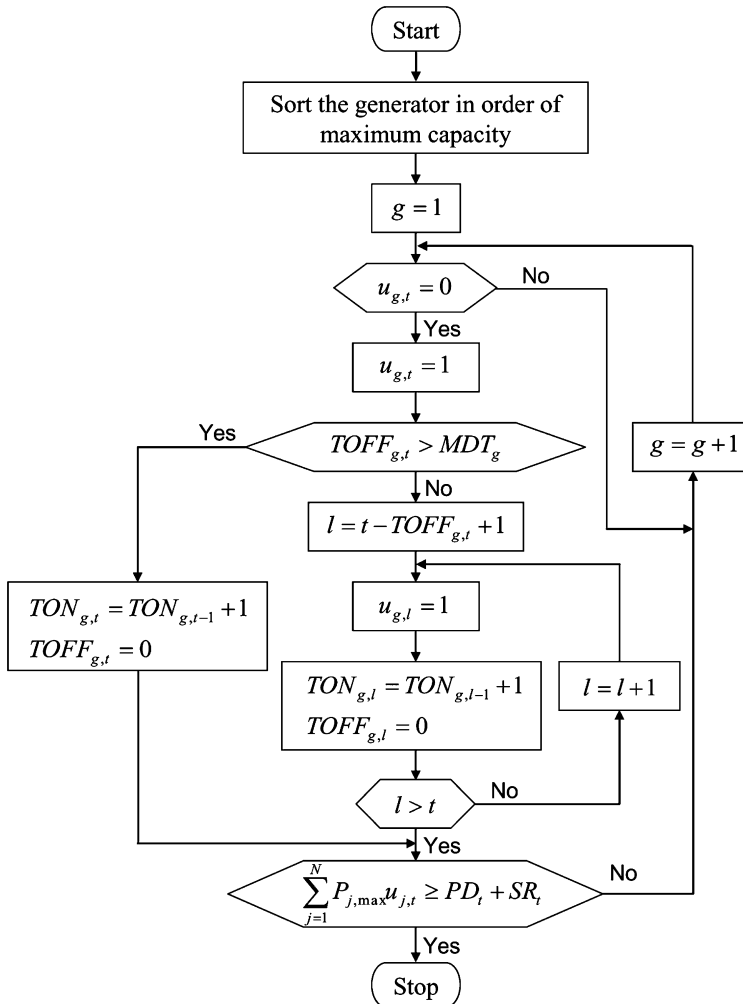 Start
Sort the generator in order of
maximum capacity
g = 1
u_{g,t} = 0
No
Yes
u_{g,t} = 1
Yes
TOFF_{g,t} > MDT_g
g = g + 1
No
l = t − TOFF_{g,t} + 1
TON_{g,t} = TON_{g,t−1} + 1
TOFF_{g,t} = 0
u_{g,l} = 1
TON_{g,l} = TON_{g,l−1} + 1
TOFF_{g,l} = 0
l = l + 1
l > t
No
Yes
\sum_{j=1}^{N} P_{j,max} u_{j,t} ≥ PD_t + SR_t
No
Yes
Stop